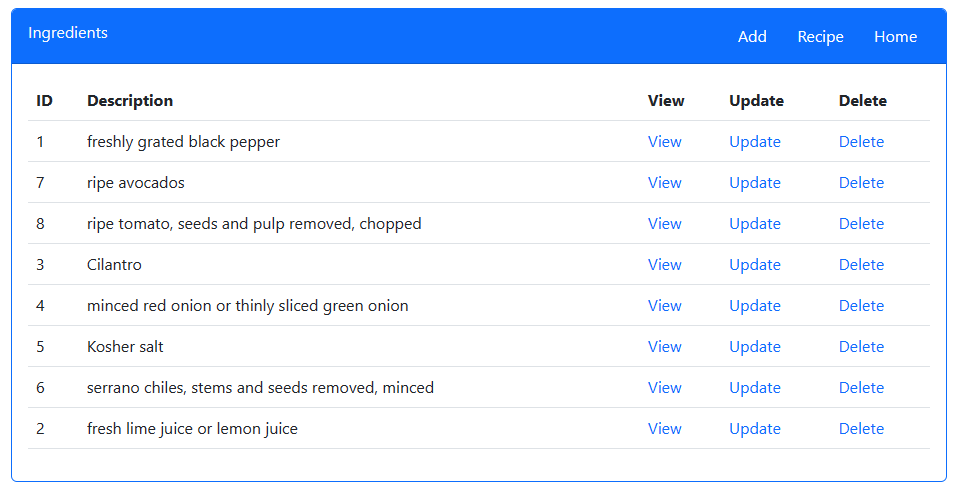 Ingredients Add Recipe Home
ID Description View Update Delete
1 freshly grated black pepper View Update Delete
7 ripe avocados View Update Delete
8 ripe tomato, seeds and pulp removed, chopped View Update Delete
3 Cilantro View Update Delete
4 minced red onion or thinly sliced green onion View Update Delete
5 Kosher salt View Update Delete
6 serrano chiles, stems and seeds removed, minced View Update Delete
2 fresh lime juice or lemon juice View Update Delete